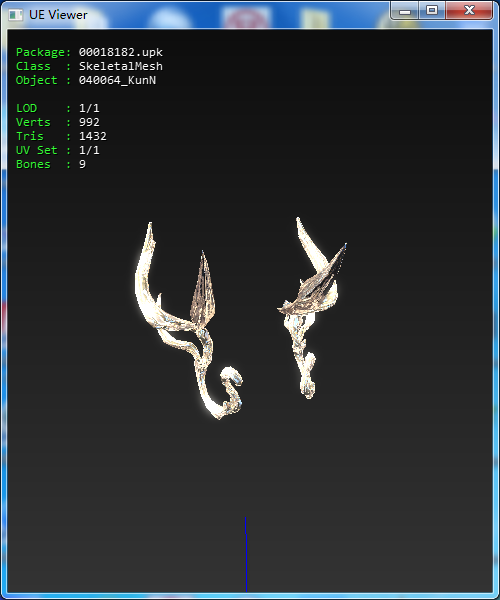 UE Viewer
Package: 00018182.upk
Class  : SkeletalMesh
Object : 040064_KunN
LOD    : 1/1
Verts  : 992
Tris   : 1432
UV Set : 1/1
Bones  : 9